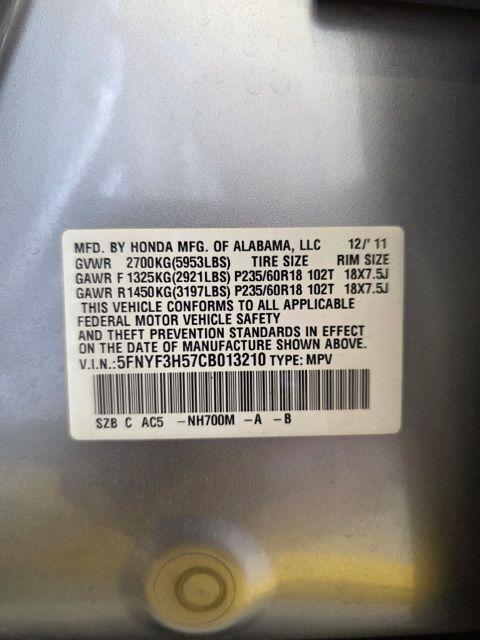 MFD. BY HONDA MFG. OF ALABAMA, LLC 12/'11
GVWR 2700KG(5953LBS) TIRE SIZE RIM SIZE
GAWR F 1325KG(2921LBS) P235/60R18 102T 18X7.5J
GAWR R1450KG(3197LBS) P235/60R18 102T 18X7.5J
THIS VEHICLE CONFORMS TO ALL APPLICABLE
FEDERAL MOTOR VEHICLE SAFETY
AND THEFT PREVENTION STANDARDS IN EFFECT
ON THE DATE OF MANUFACTURE SHOWN ABOVE.
V.I.N.:5FNYF3H57CB013210 TYPE: MPV
SZB C AC5 -NH700M -A -B